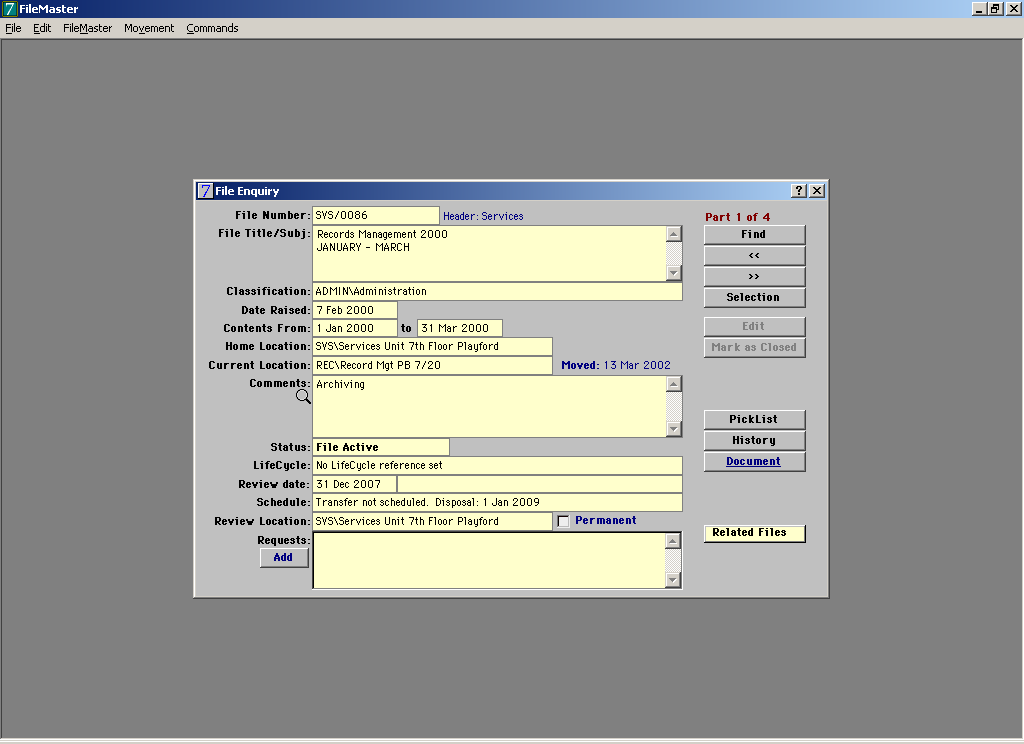 7 FileMaster
File Edit FileMaster Movement Commands
7 File Enquiry ?
File Number: SYS/0086 Header: Services
Part 1 of 4
File Title/Subj: Records Management 2000
JANUARY - MARCH
Find
<<
>>
Selection
Classification: ADMIN\Administration
Date Raised: 7 Feb 2000
Contents From: 1 Jan 2000 to 31 Mar 2000
Edit
Home Location: SYS\Services Unit 7th Floor Playford
Mark as Closed
Current Location: REC\Record Mgt PB 7/20 Moved: 13 Mar 2002
Comments: Archiving
PickList
History
Status: File Active
Document
LifeCycle: No LifeCycle reference set
Review date: 31 Dec 2007
Schedule: Transfer not scheduled. Disposal: 1 Jan 2009
Review Location: SYS\Services Unit 7th Floor Playford Permanent
Related Files
Requests:
Add